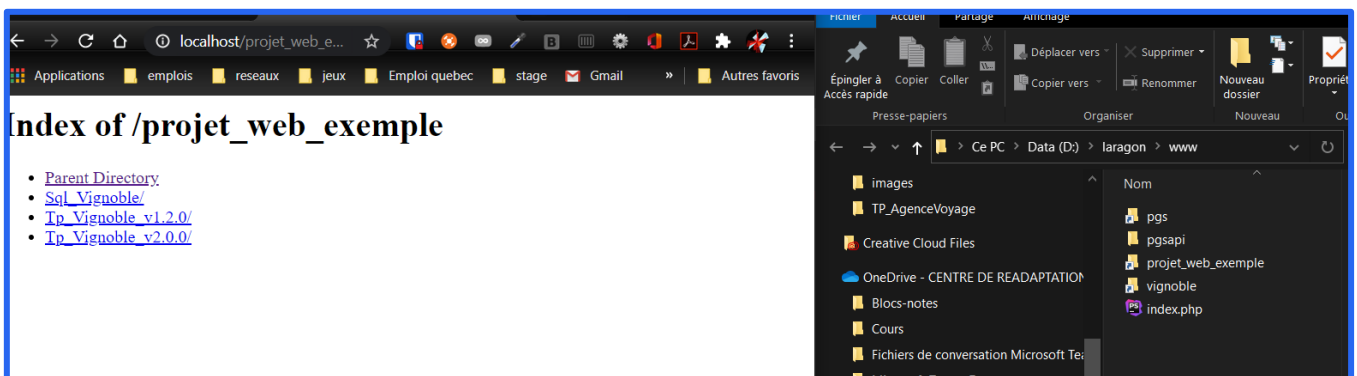 localhost/projet_web_e...
Applications emplois reseaux jeux Emploi quebec stage Gmail » Autres favoris
Index of /projet_web_exemple
Parent Directory
Sql_Vignoble/
Tp_Vignoble_v1.2.0/
Tp_Vignoble_v2.0.0/
Fichier Accueil Partage Affichage
Épingler à Accès rapide
Copier
Coller
Déplacer vers
Copier vers
Supprimer
Renommer
Nouveau dossier
Propriét
Presse-papiers Organiser Nouveau Ou
Ce PC > Data (D:) > laragon > www
images
TP_AgenceVoyage
Creative Cloud Files
OneDrive - CENTRE DE READAPTATION
Blocs-notes
Cours
Fichiers de conversation Microsoft Tea
Nom
pgs
pgsapi
projet_web_exemple
vignoble
index.php